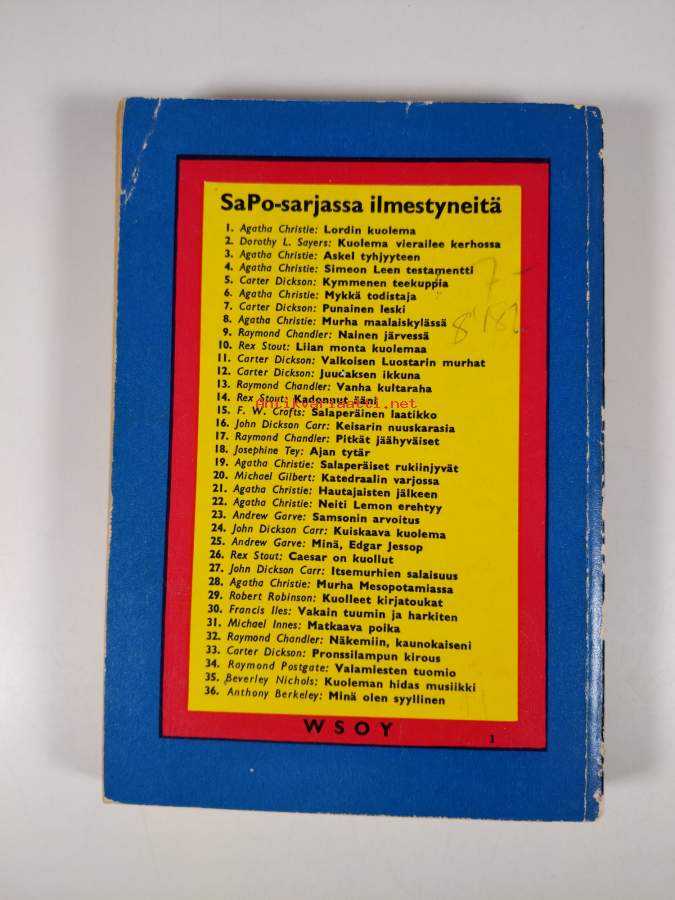 SaPo-sarjassa ilmestyneitä
1. Agatha Christie: Lordin kuolema
2. Dorothy L. Sayers: Kuolema vierailee kerhossa
3. Agatha Christie: Askel tyhjyyteen
4. Agatha Christie: Simeon Leen testamentti
5. Carter Dickson: Kymmenen teekuppia
6. Agatha Christie: Mykkä todistaja
7. Carter Dickson: Punainen leski
8. Agatha Christie: Murha maalaiskylässä
9. Raymond Chandler: Nainen järvessä
10. Rex Stout: Liian monta kuolemaa
11. Carter Dickson: Valkoisen Luostarin murhat
12. Carter Dickson: Juudaksen ikkuna
13. Raymond Chandler: Vanha kultaraha
14. Rex Stout: Kadonnut ääni
Antikvariaatti.net
15. F. W. Crofts: Salaperäinen laatikko
16. John Dickson Carr: Keisarin nuuskarasia
17. Raymond Chandler: Pitkät jäähyväiset
18. Josephine Tey: Ajan tytär
19. Agatha Christie: Salaperäiset rukiinjyvät
20. Michael Gilbert: Katedraalin varjossa
21. Agatha Christie: Hautajaisten jälkeen
22. Agatha Christie: Neiti Lemon erehtyy
23. Andrew Garve: Samsonin arvoitus
24. John Dickson Carr: Kuiskaava kuolema
25. Andrew Garve: Minä, Edgar Jessop
26. Rex Stout: Caesar on kuollut
27. John Dickson Carr: Itsemurhien salaisuus
28. Agatha Christie: Murha Mesopotamiassa
29. Robert Robinson: Kuolleet kirjatoukat
30. Francis Iles: Vakain tuumin ja harkiten
31. Michael Innes: Matkaava poika
32. Raymond Chandler: Näkemiin, kaunokaiseni
33. Carter Dickson: Pronssilampun kirous
34. Raymond Postgate: Valamiesten tuomio
35. Beverley Nichols: Kuoleman hidas musiikki
36. Anthony Berkeley: Minä olen syyllinen
WSOY
1
7-